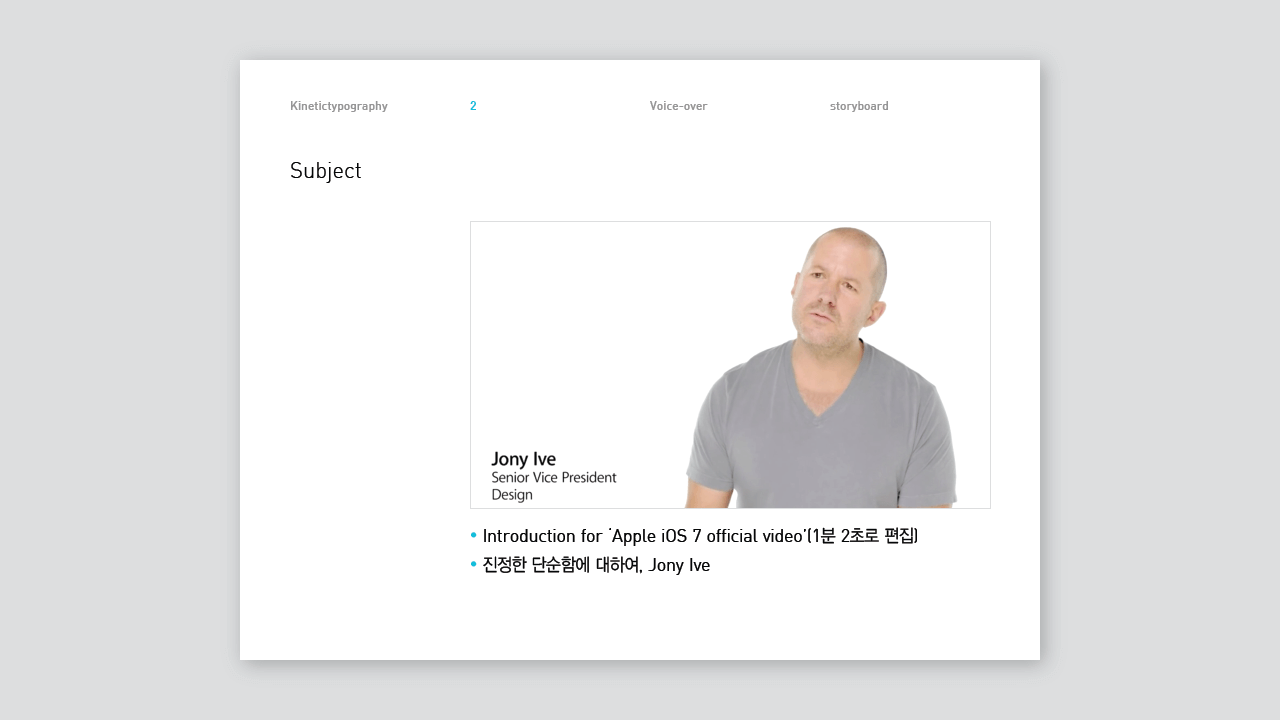 Kinetictypography 2 Voice-over storyboard
Subject
Jony Ive
Senior Vice President
Design
• Introduction for 'Apple iOS 7 official video'(1분 2초로 편집)
• 진정한 단순함에 대하여, Jony Ive